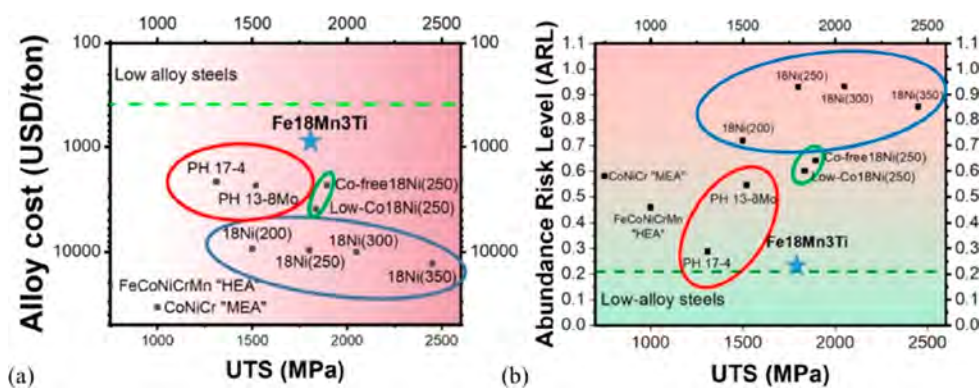 1000 1500 2000 2500
100
100
Low alloy steels
Fe18Mn3Ti
1000
1000
PH 17-4
Co-free18Ni(250)
PH 13-8Mo
Low-Co18Ni(250)
18Ni(200)
18Ni(300)
10000
10000
18Ni(250)
18Ni(350)
FeCoNiCrMn "HEA"
CoNiCr "MEA"
1000 1500 2000 2500
Alloy cost (USD/ton)
UTS (MPa)
(a)
1000 1500 2000 2500
1.1
1.0
0.9
0.8
0.7
0.6
0.5
0.4
0.3
0.2
0.1
0.0
Abundance Risk Level (ARL)
18Ni(250)
18Ni(300)
18Ni(350)
18Ni(200)
Co-free18Ni(250)
Low-Co18Ni(250)
CoNiCr "MEA"
PH 13-8Mo
FeCoNiCrMn
"HEA"
Fe18Mn3Ti
PH 17-4
Low-alloy steels
1.1
1.0
0.9
0.8
0.7
0.6
0.5
0.4
0.3
0.2
0.1
0.0
1000 1500 2000 2500
UTS (MPa)
(b)